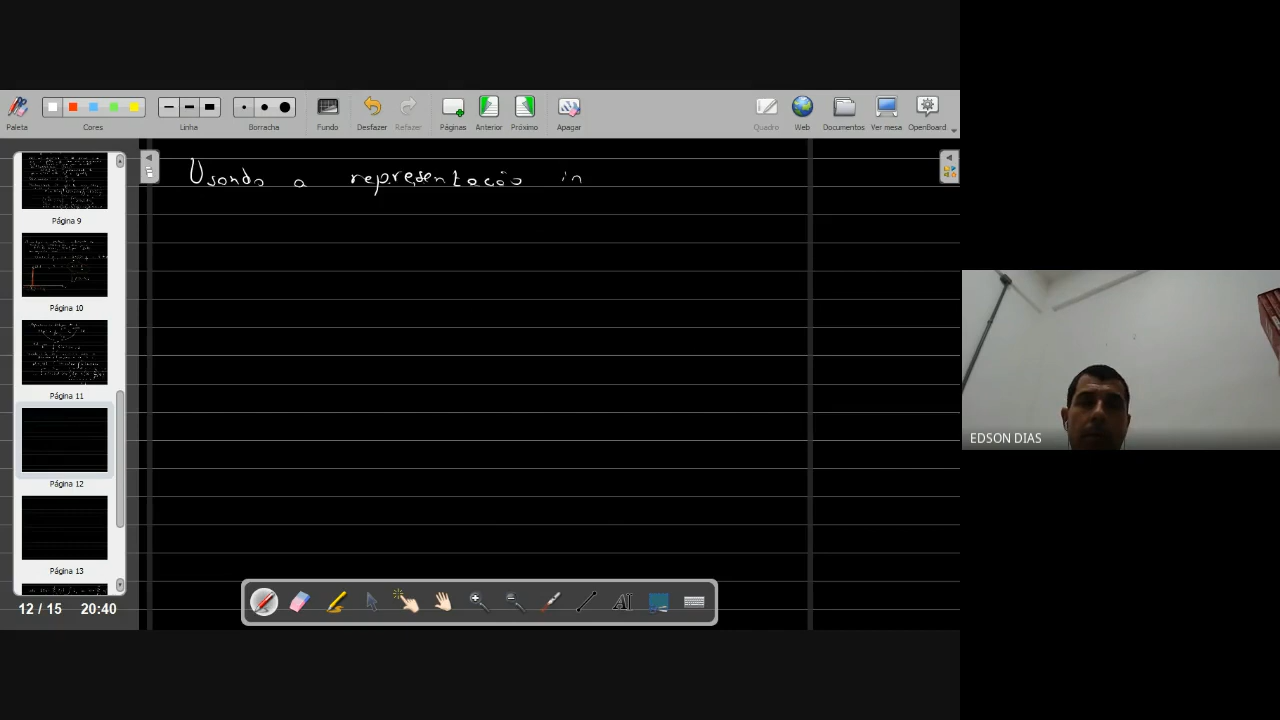 Paleta
Cores
Linha
Borracha
Fundo
Desfazer
Refazer
Páginas
Anterior
Próximo
Apagar
Quadro
Web
Documentos
Ver mesa
OpenBoard
Usando a representação in
Página 9
Página 10
Página 11
Página 12
Página 13
12 / 15 20:40
EDSON DIAS